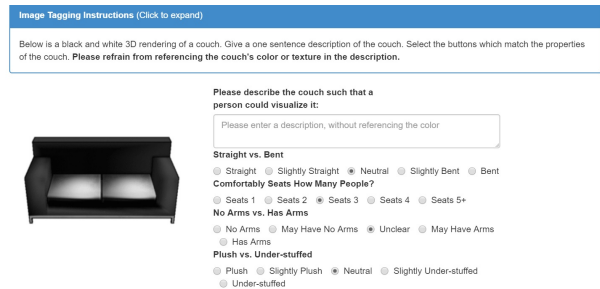 Image Tagging Instructions (Click to expand)
Below is a black and white 3D rendering of a couch. Give a one sentence description of the couch. Select the buttons which match the properties
of the couch. Please refrain from referencing the couch's color or texture in the description.
Please describe the couch such that a
person could visualize it:
Please enter a description, without referencing the color
Straight vs. Bent
Straight Slightly Straight Neutral Slightly Bent Bent
Comfortably Seats How Many People?
Seats 1 Seats 2 Seats 3 Seats 4 Seats 5+
No Arms vs. Has Arms
No Arms May Have No Arms Unclear May Have Arms
Has Arms
Plush vs. Under-stuffed
Plush Slightly Plush Neutral Slightly Under-stuffed
Under-stuffed